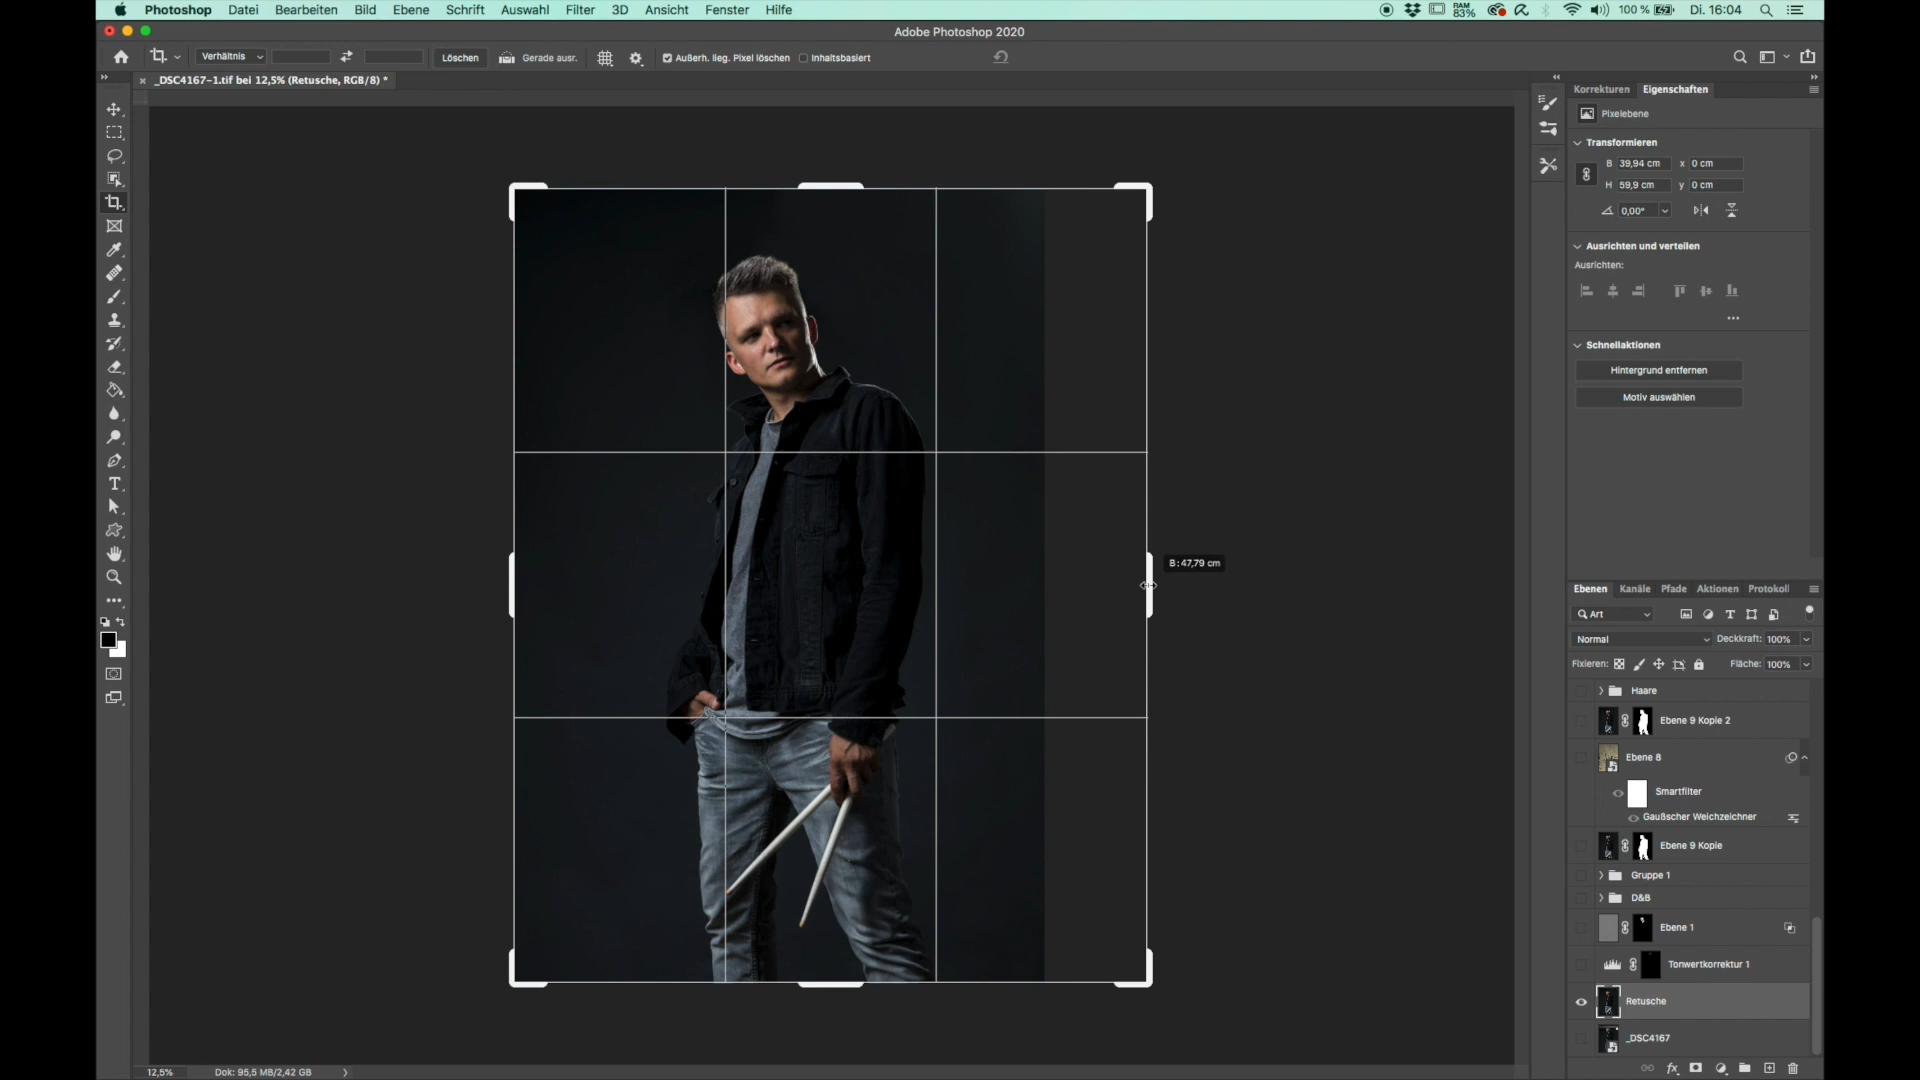 Photoshop Datei Bearbeiten Bild Ebene Schrift Auswahl Filter 3D Ansicht Fenster Hilfe RAM 83% 100 % Di. 16:04
Adobe Photoshop 2020
Verhältnis Löschen Gerade ausr. Außerh. lieg. Pixel löschen Inhaltsbasiert
_DSC4167-1.tif bei 12,5% (Retusche, RGB/8) *
Korrekturen Eigenschaften
Pixelebene
Transformieren
B 39,94 cm x 0 cm
H 59,9 cm y 0 cm
0,00°
Ausrichten und verteilen
Ausrichten:
Schnellaktionen
Hintergrund entfernen
Motiv auswählen
B: 47,79 cm
Ebenen Kanäle Pfade Aktionen Protokoll
Art
Normal Deckkraft: 100%
Fixieren: Fläche: 100%
Haare
Ebene 9 Kopie 2
Ebene 8
Smartfilter
Gaußscher Weichzeichner
Ebene 9 Kopie
Gruppe 1
D&B
Ebene 1
Tonwertkorrektur 1
Retusche
_DSC4167
12,5% Dok: 95,5 MB/2,42 GB